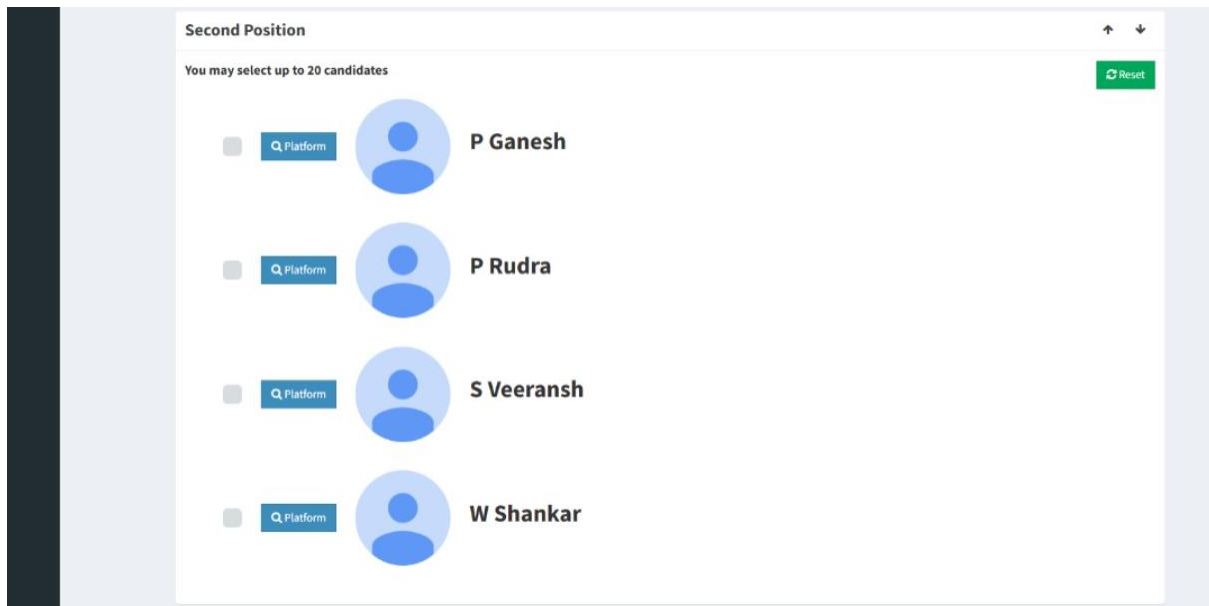 Second Position
You may select up to 20 candidates
Reset
Platform
P Ganesh
Platform
P Rudra
Platform
S Veeransh
Platform
W Shankar